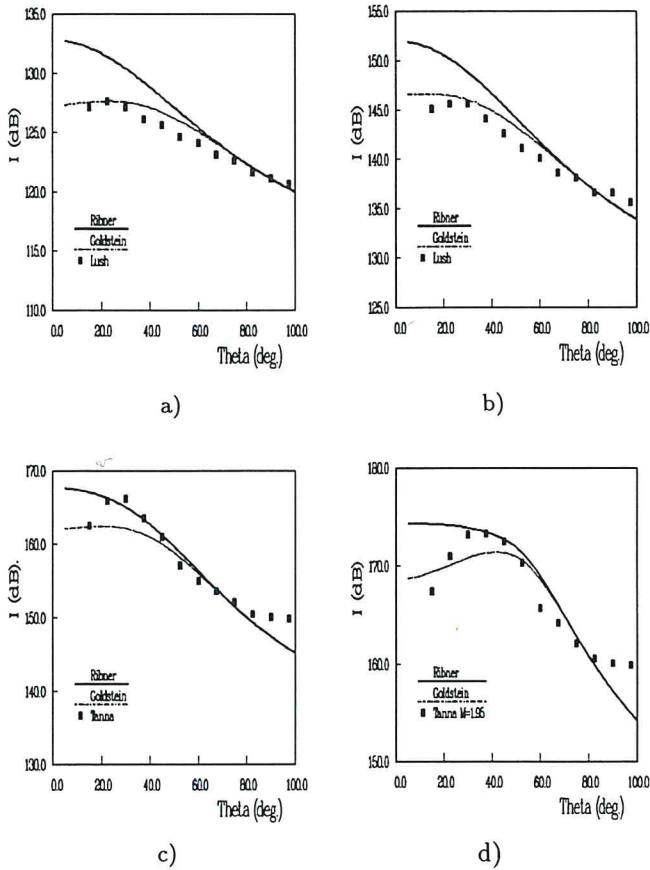 I (dB)
135.0
130.0
125.0
120.0
115.0
110.0
Ribner
Goldstein
Lush
0.0 20.0 40.0 60.0 80.0 100.0
Theta (deg.)
a)
I (dB)
155.0
150.0
145.0
140.0
135.0
130.0
125.0
Ribner
Goldstein
Lush
0.0 20.0 40.0 60.0 80.0 100.0
Theta (deg.)
b)
I (dB).
170.0
160.0
150.0
140.0
130.0
Ribner
Goldstein
Tanna
0.0 20.0 40.0 60.0 80.0 100.0
Theta (deg.)
c)
I (dB)
180.0
170.0
160.0
150.0
Ribner
Goldstein
Tanna M=1.95
0.0 20.0 40.0 60.0 80.0 100.0
Theta (deg.)
d)